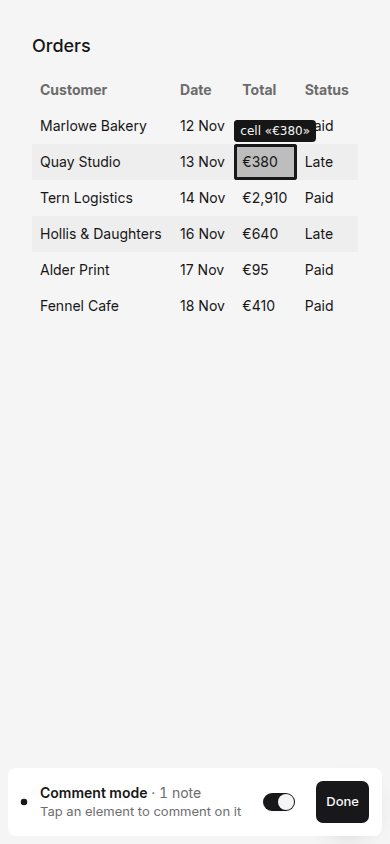 Orders
Customer Date Total Status
Marlowe Bakery 12 Nov aid
cell «€380»
Quay Studio 13 Nov €380 Late
Tern Logistics 14 Nov €2,910 Paid
Hollis & Daughters 16 Nov €640 Late
Alder Print 17 Nov €95 Paid
Fennel Cafe 18 Nov €410 Paid
Comment mode · 1 note
Tap an element to comment on it
Done